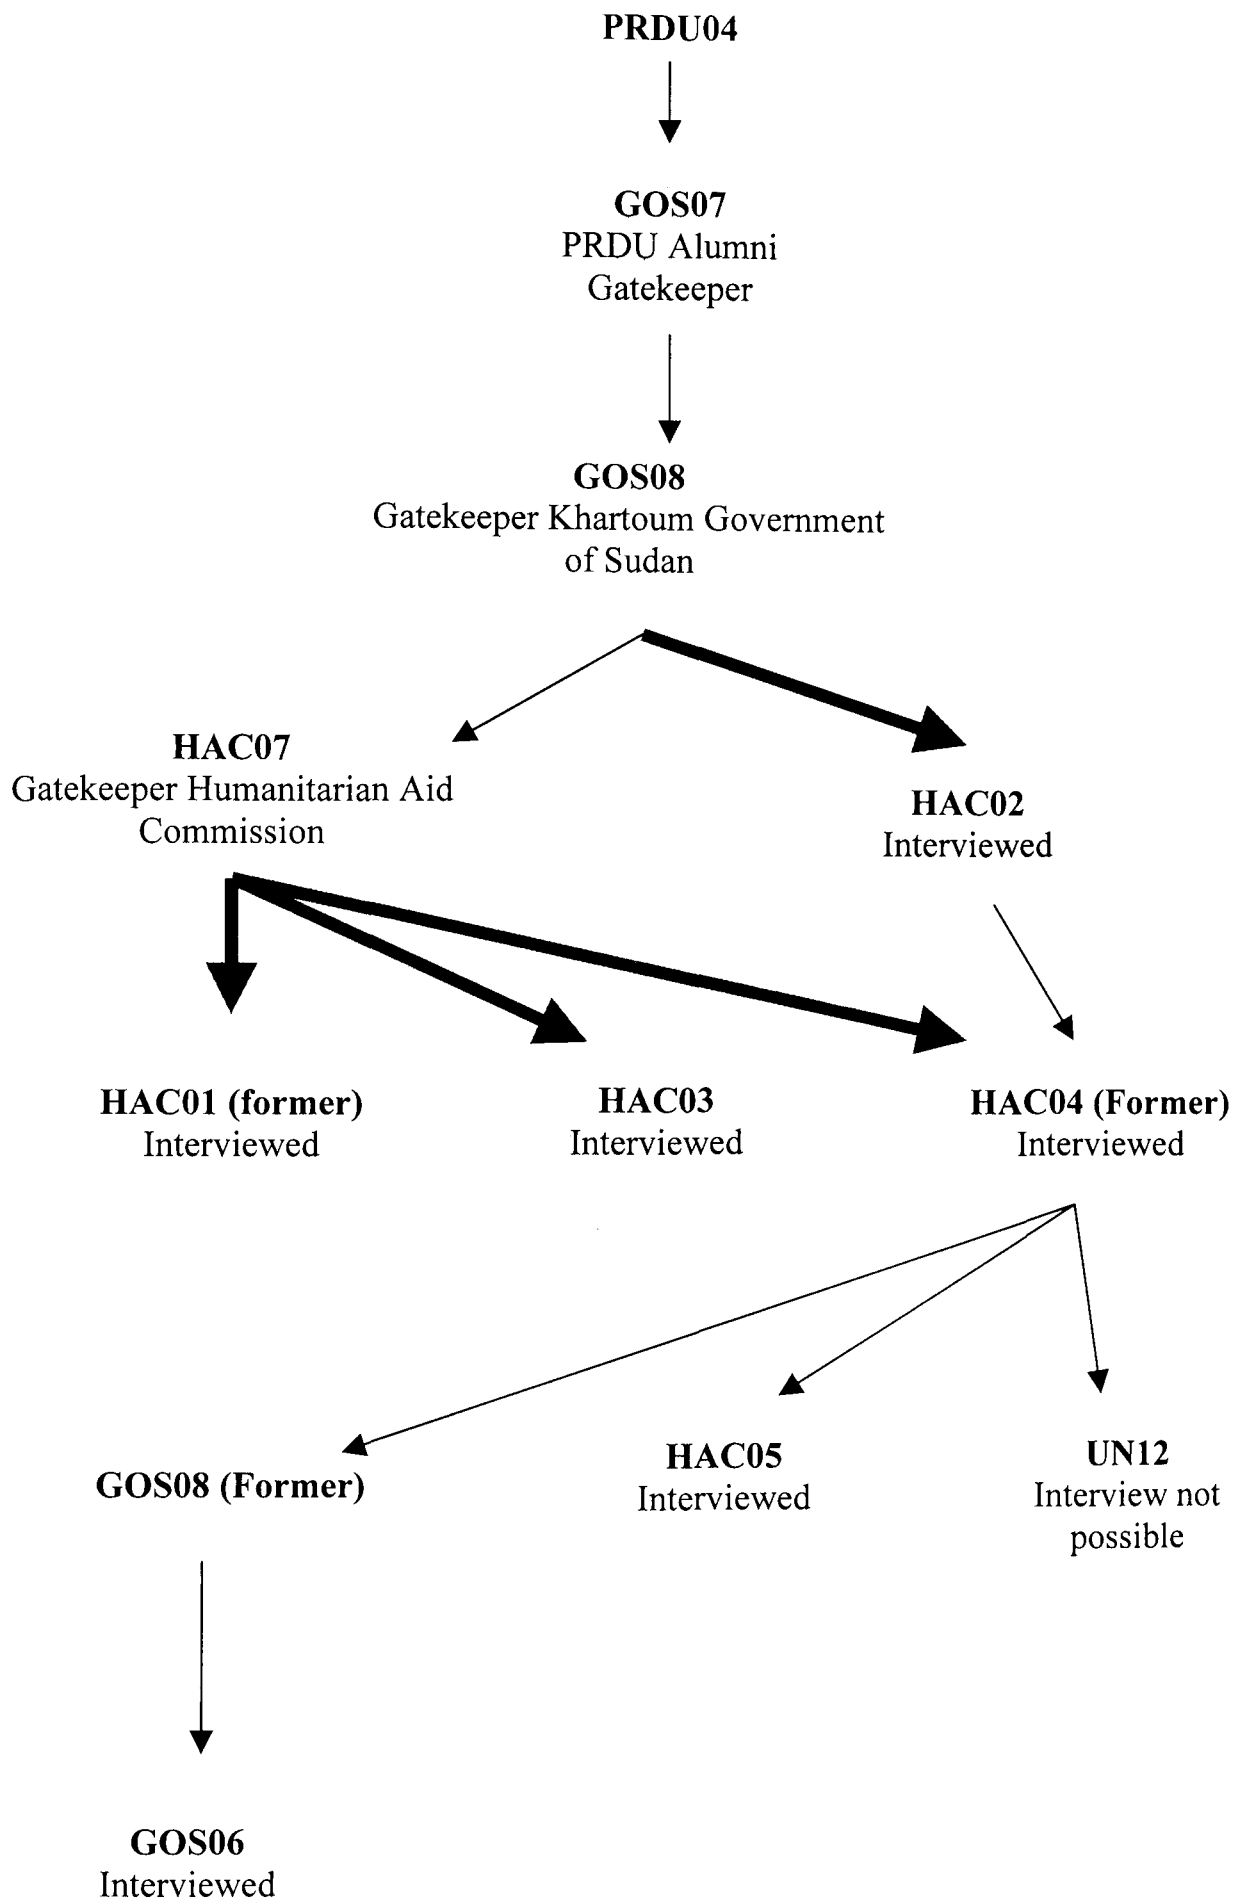 PRDU04
GOS07
PRDU Alumni
Gatekeeper
GOS08
Gatekeeper Khartoum Government
of Sudan
HAC07
Gatekeeper Humanitarian Aid
Commission
HAC02
Interviewed
HAC01 (former)
Interviewed
HAC03
Interviewed
HAC04 (Former)
Interviewed
GOS08 (Former)
HAC05
Interviewed
UN12
Interview not
possible
GOS06
Interviewed